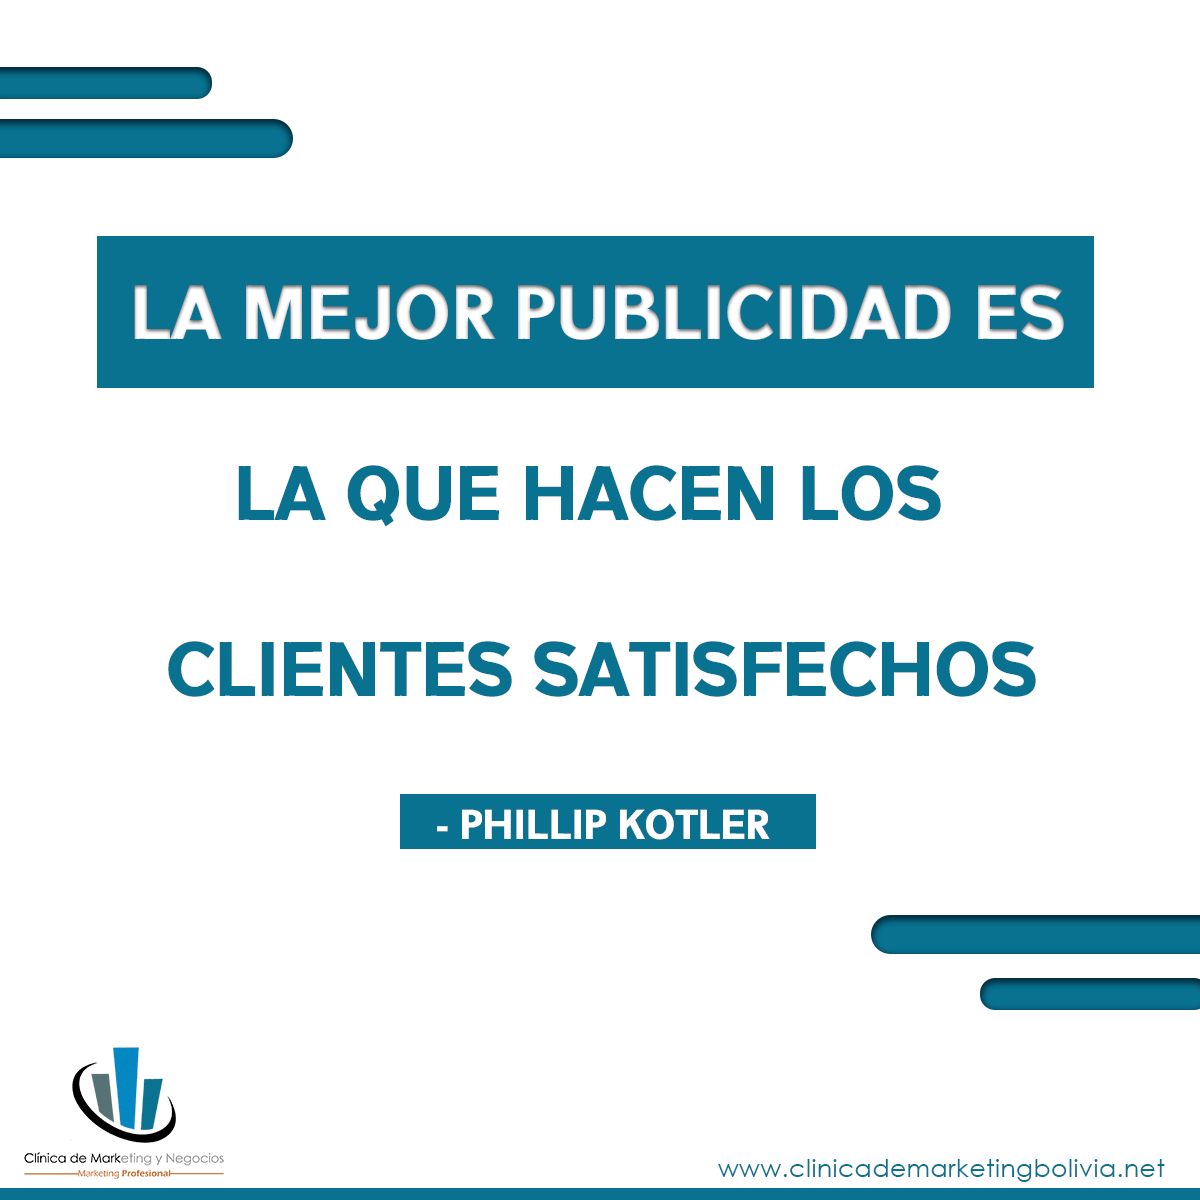 LA MEJOR PUBLICIDAD ES
LA QUE HACEN LOS
CLIENTES SATISFECHOS
- PHILLIP KOTLER
Clínica de Marketing y Negocios
Marketing Profesional
www.clinicademarketingbolivia.net